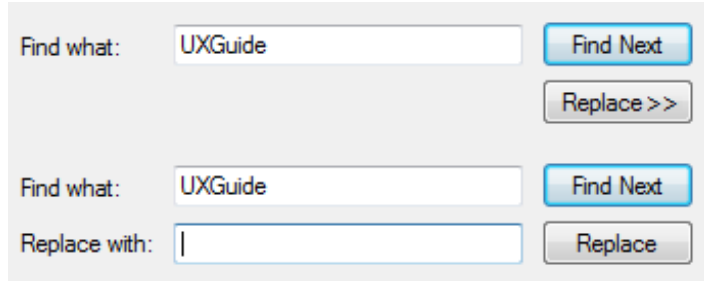 Find what: UXGuide Find Next
Replace >>
Find what: UXGuide Find Next
Replace with: Replace